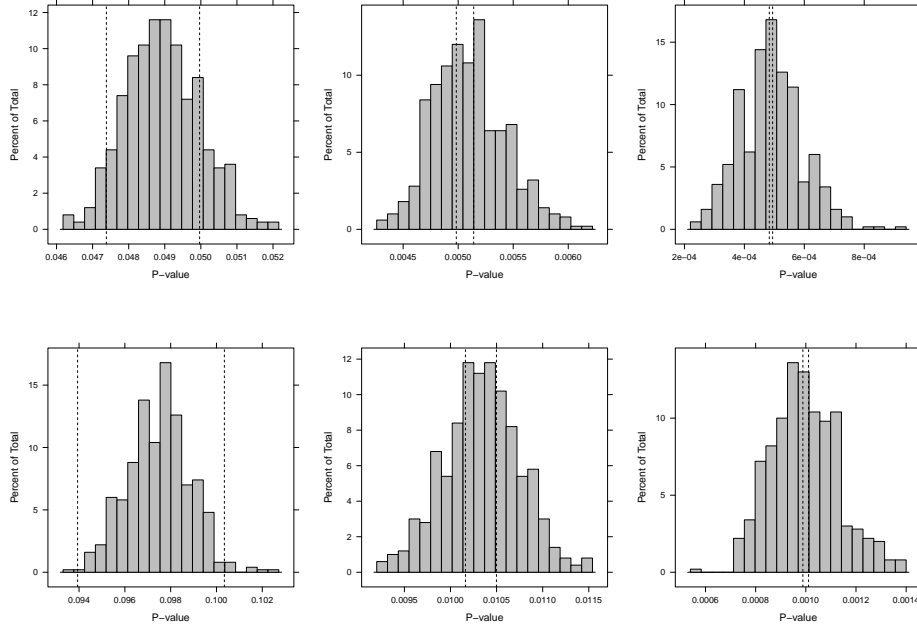 Percent of Total
12
10
8
6
4
2
0
0.046 0.047 0.048 0.049 0.050 0.051 0.052
P−value
Percent of Total
10
5
0
0.0045 0.0050 0.0055 0.0060
P−value
Percent of Total
15
10
5
0
2e−04 4e−04 6e−04 8e−04
P−value
Percent of Total
15
10
5
0
0.094 0.096 0.098 0.100 0.102
P−value
Percent of Total
12
10
8
6
4
2
0
0.0095 0.0100 0.0105 0.0110 0.0115
P−value
Percent of Total
10
5
0
0.0006 0.0008 0.0010 0.0012 0.0014
P−value